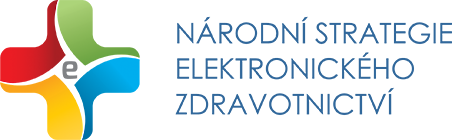 e
NÁRODNÍ STRATEGIE
ELEKTRONICKÉHO
ZDRAVOTNICTVÍ